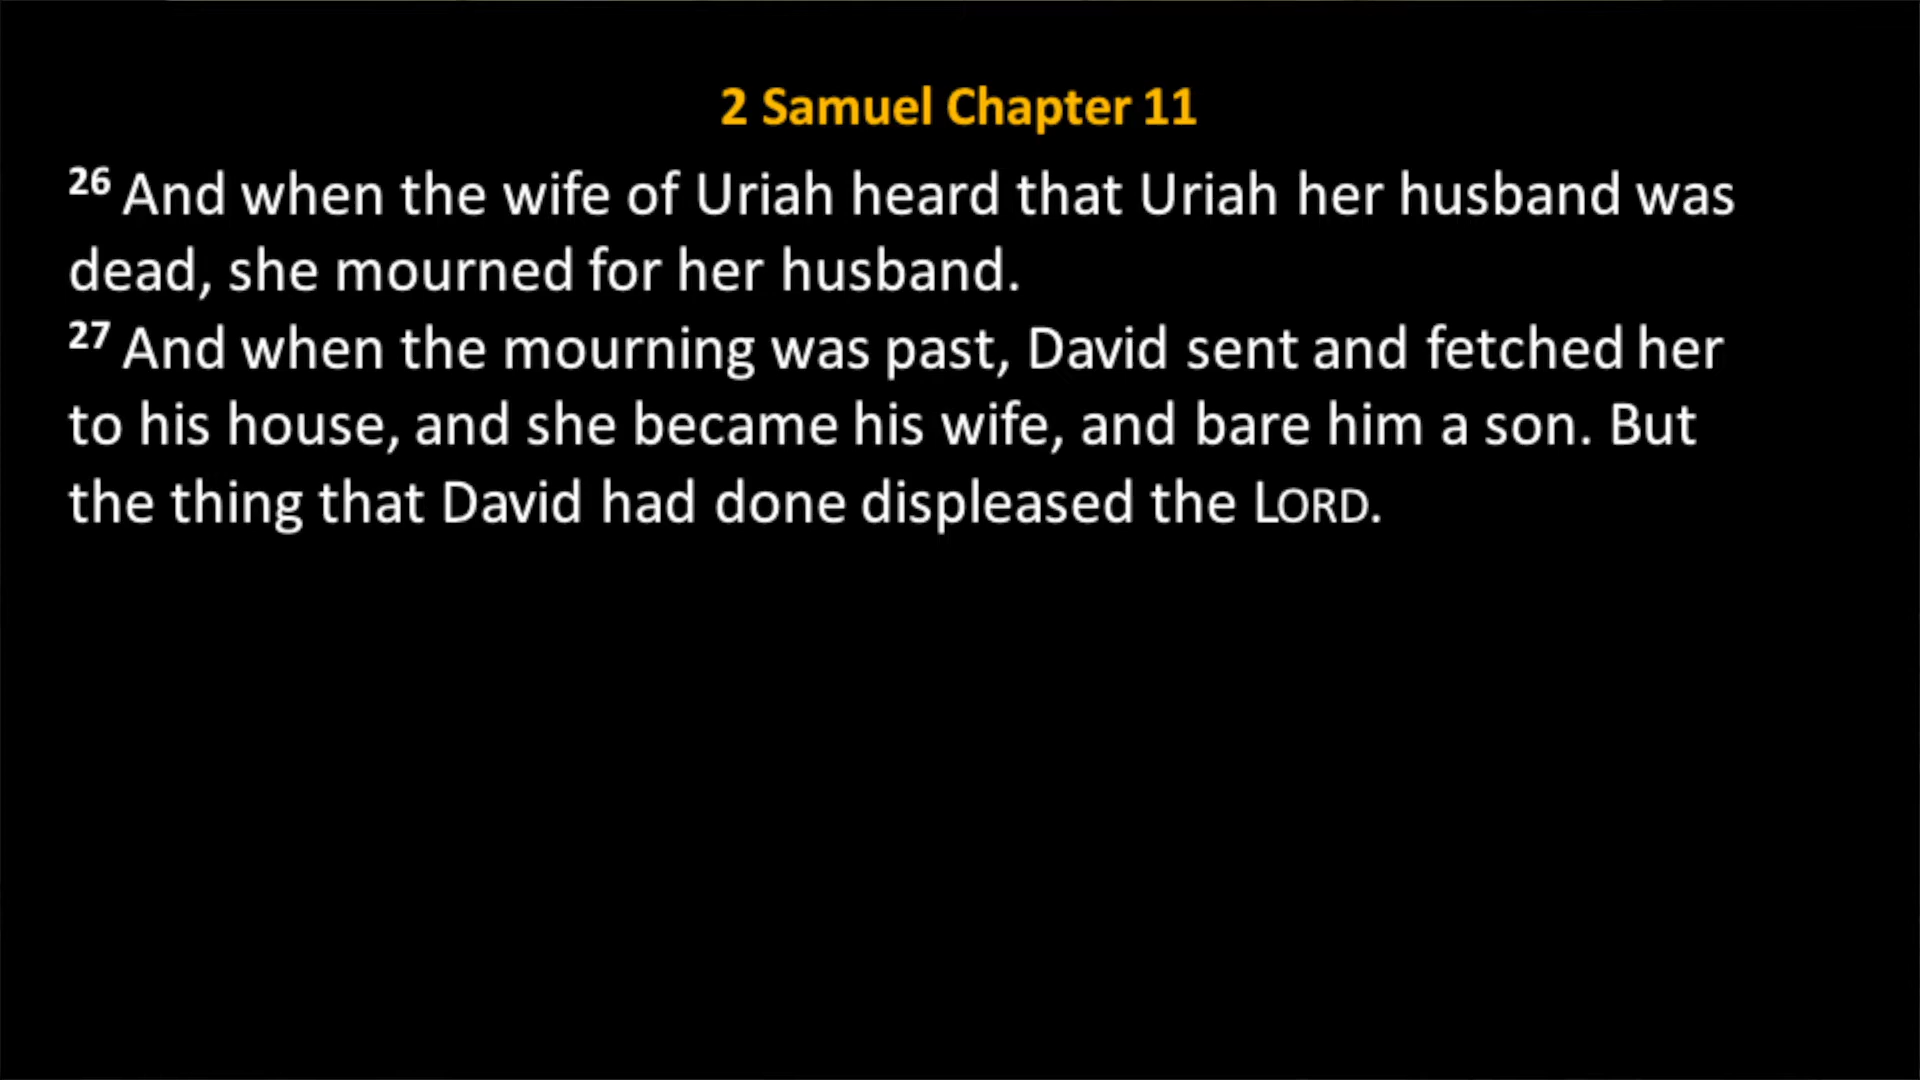 2 Samuel Chapter 11
26 And when the wife of Uriah heard that Uriah her husband was
dead, she mourned for her husband.
27 And when the mourning was past, David sent and fetched her
to his house, and she became his wife, and bare him a son. But
the thing that David had done displeased the LORD.